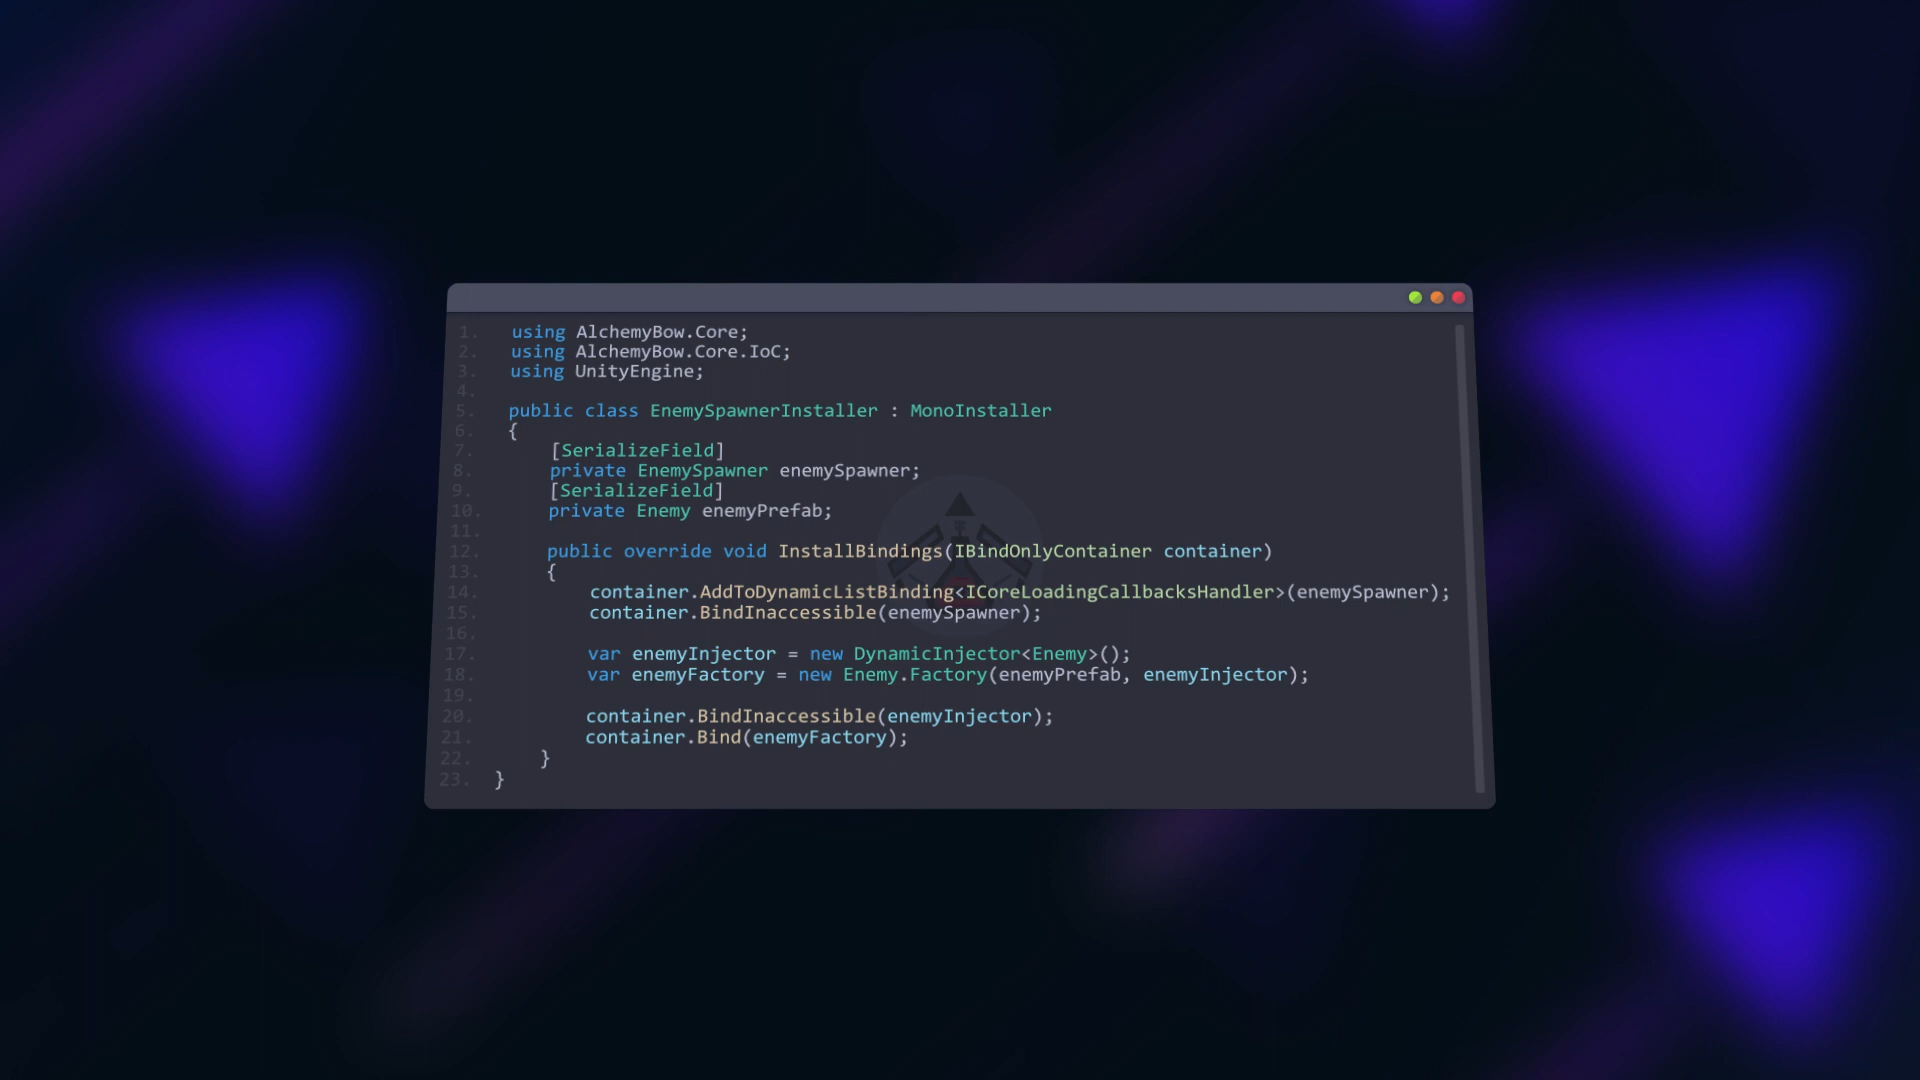 1. using AlchemyBow.Core;
2. using AlchemyBow.Core.IoC;
3. using UnityEngine;
4.
5. public class EnemySpawnerInstaller : MonoInstaller
6. {
7. [SerializeField]
8. private EnemySpawner enemySpawner;
9. [SerializeField]
10. private Enemy enemyPrefab;
11.
12. public override void InstallBindings(IBindOnlyContainer container)
13. {
14. container.AddToDynamicListBinding<ICoreLoadingCallbacksHandler>(enemySpawner);
15. container.BindInaccessible(enemySpawner);
16.
17. var enemyInjector = new DynamicInjector<Enemy>();
18. var enemyFactory = new Enemy.Factory(enemyPrefab, enemyInjector);
19.
20. container.BindInaccessible(enemyInjector);
21. container.Bind(enemyFactory);
22. }
23. }